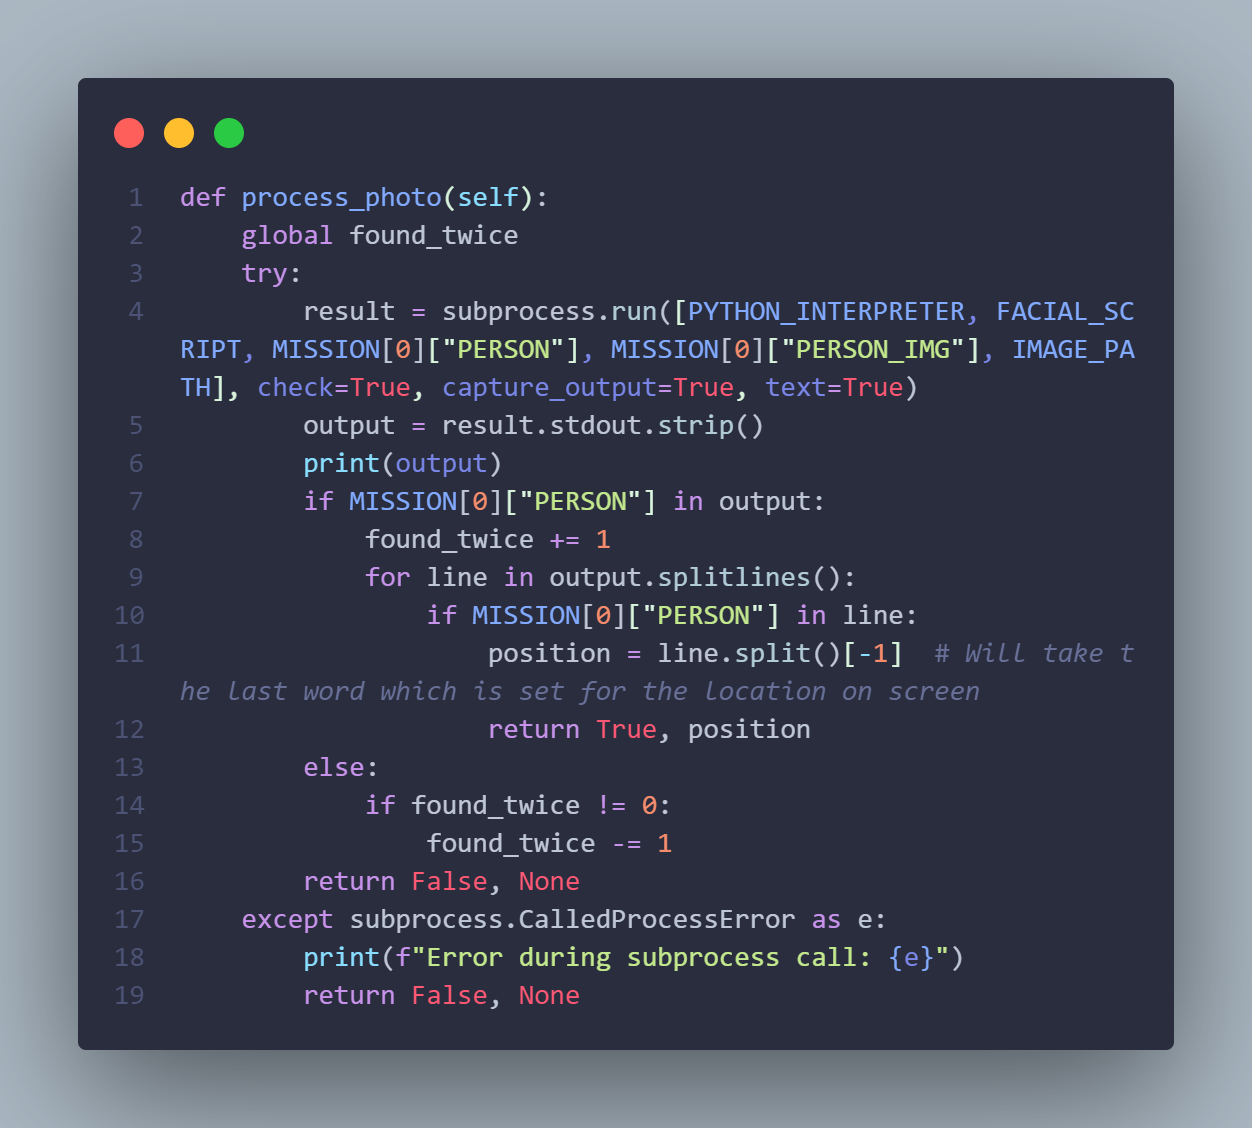 1 def process_photo(self):
2     global found_twice
3     try:
4         result = subprocess.run([PYTHON_INTERPRETER, FACIAL_SC
RIPT, MISSION[0]["PERSON"], MISSION[0]["PERSON_IMG"], IMAGE_PA
TH], check=True, capture_output=True, text=True)
5         output = result.stdout.strip()
6         print(output)
7         if MISSION[0]["PERSON"] in output:
8             found_twice += 1
9             for line in output.splitlines():
10                 if MISSION[0]["PERSON"] in line:
11                     position = line.split()[-1]  # Will take t
he last word which is set for the location on screen
12                     return True, position
13         else:
14             if found_twice != 0:
15                 found_twice -= 1
16         return False, None
17     except subprocess.CalledProcessError as e:
18         print(f"Error during subprocess call: {e}")
19         return False, None